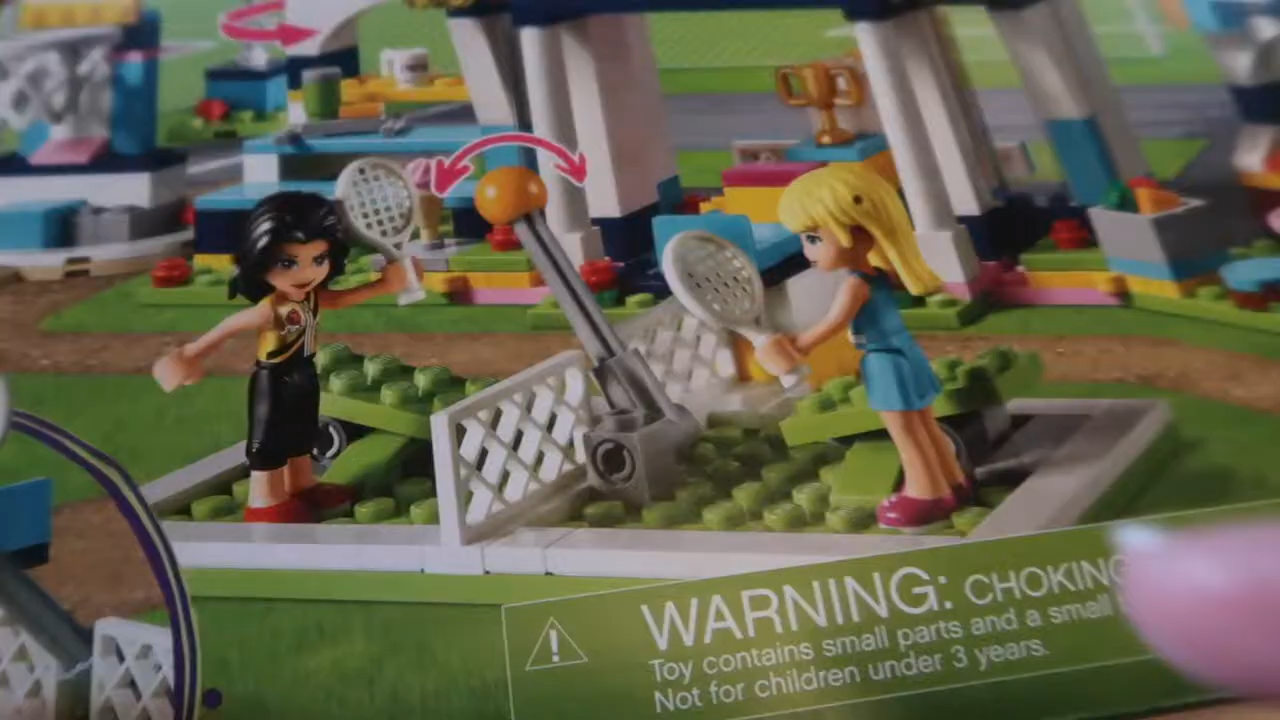 WARNING: CHOKING
Toy contains small parts and a small
Not for children under 3 years.